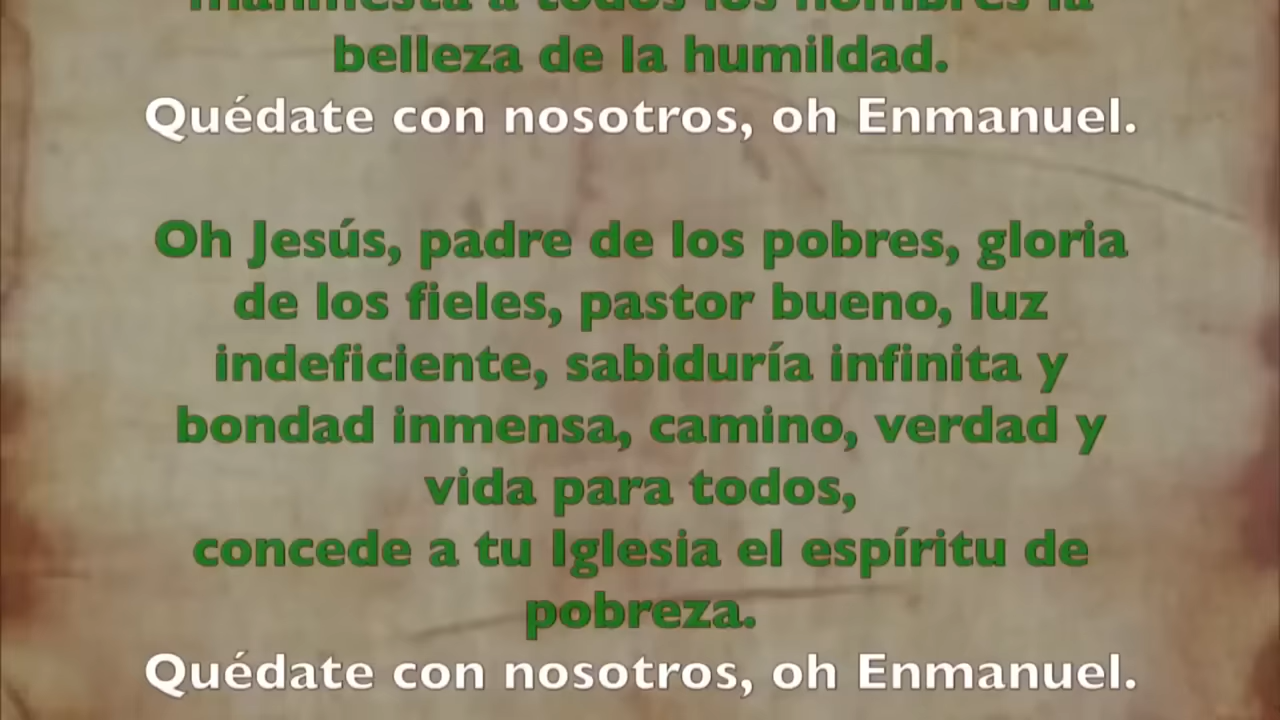 manifiesta a todos los hombres la
belleza de la humildad.
Quédate con nosotros, oh Enmanuel.
Oh Jesús, padre de los pobres, gloria
de los fieles, pastor bueno, luz
indeficiente, sabiduría infinita y
bondad inmensa, camino, verdad y
vida para todos,
concede a tu Iglesia el espíritu de
pobreza.
Quédate con nosotros, oh Enmanuel.